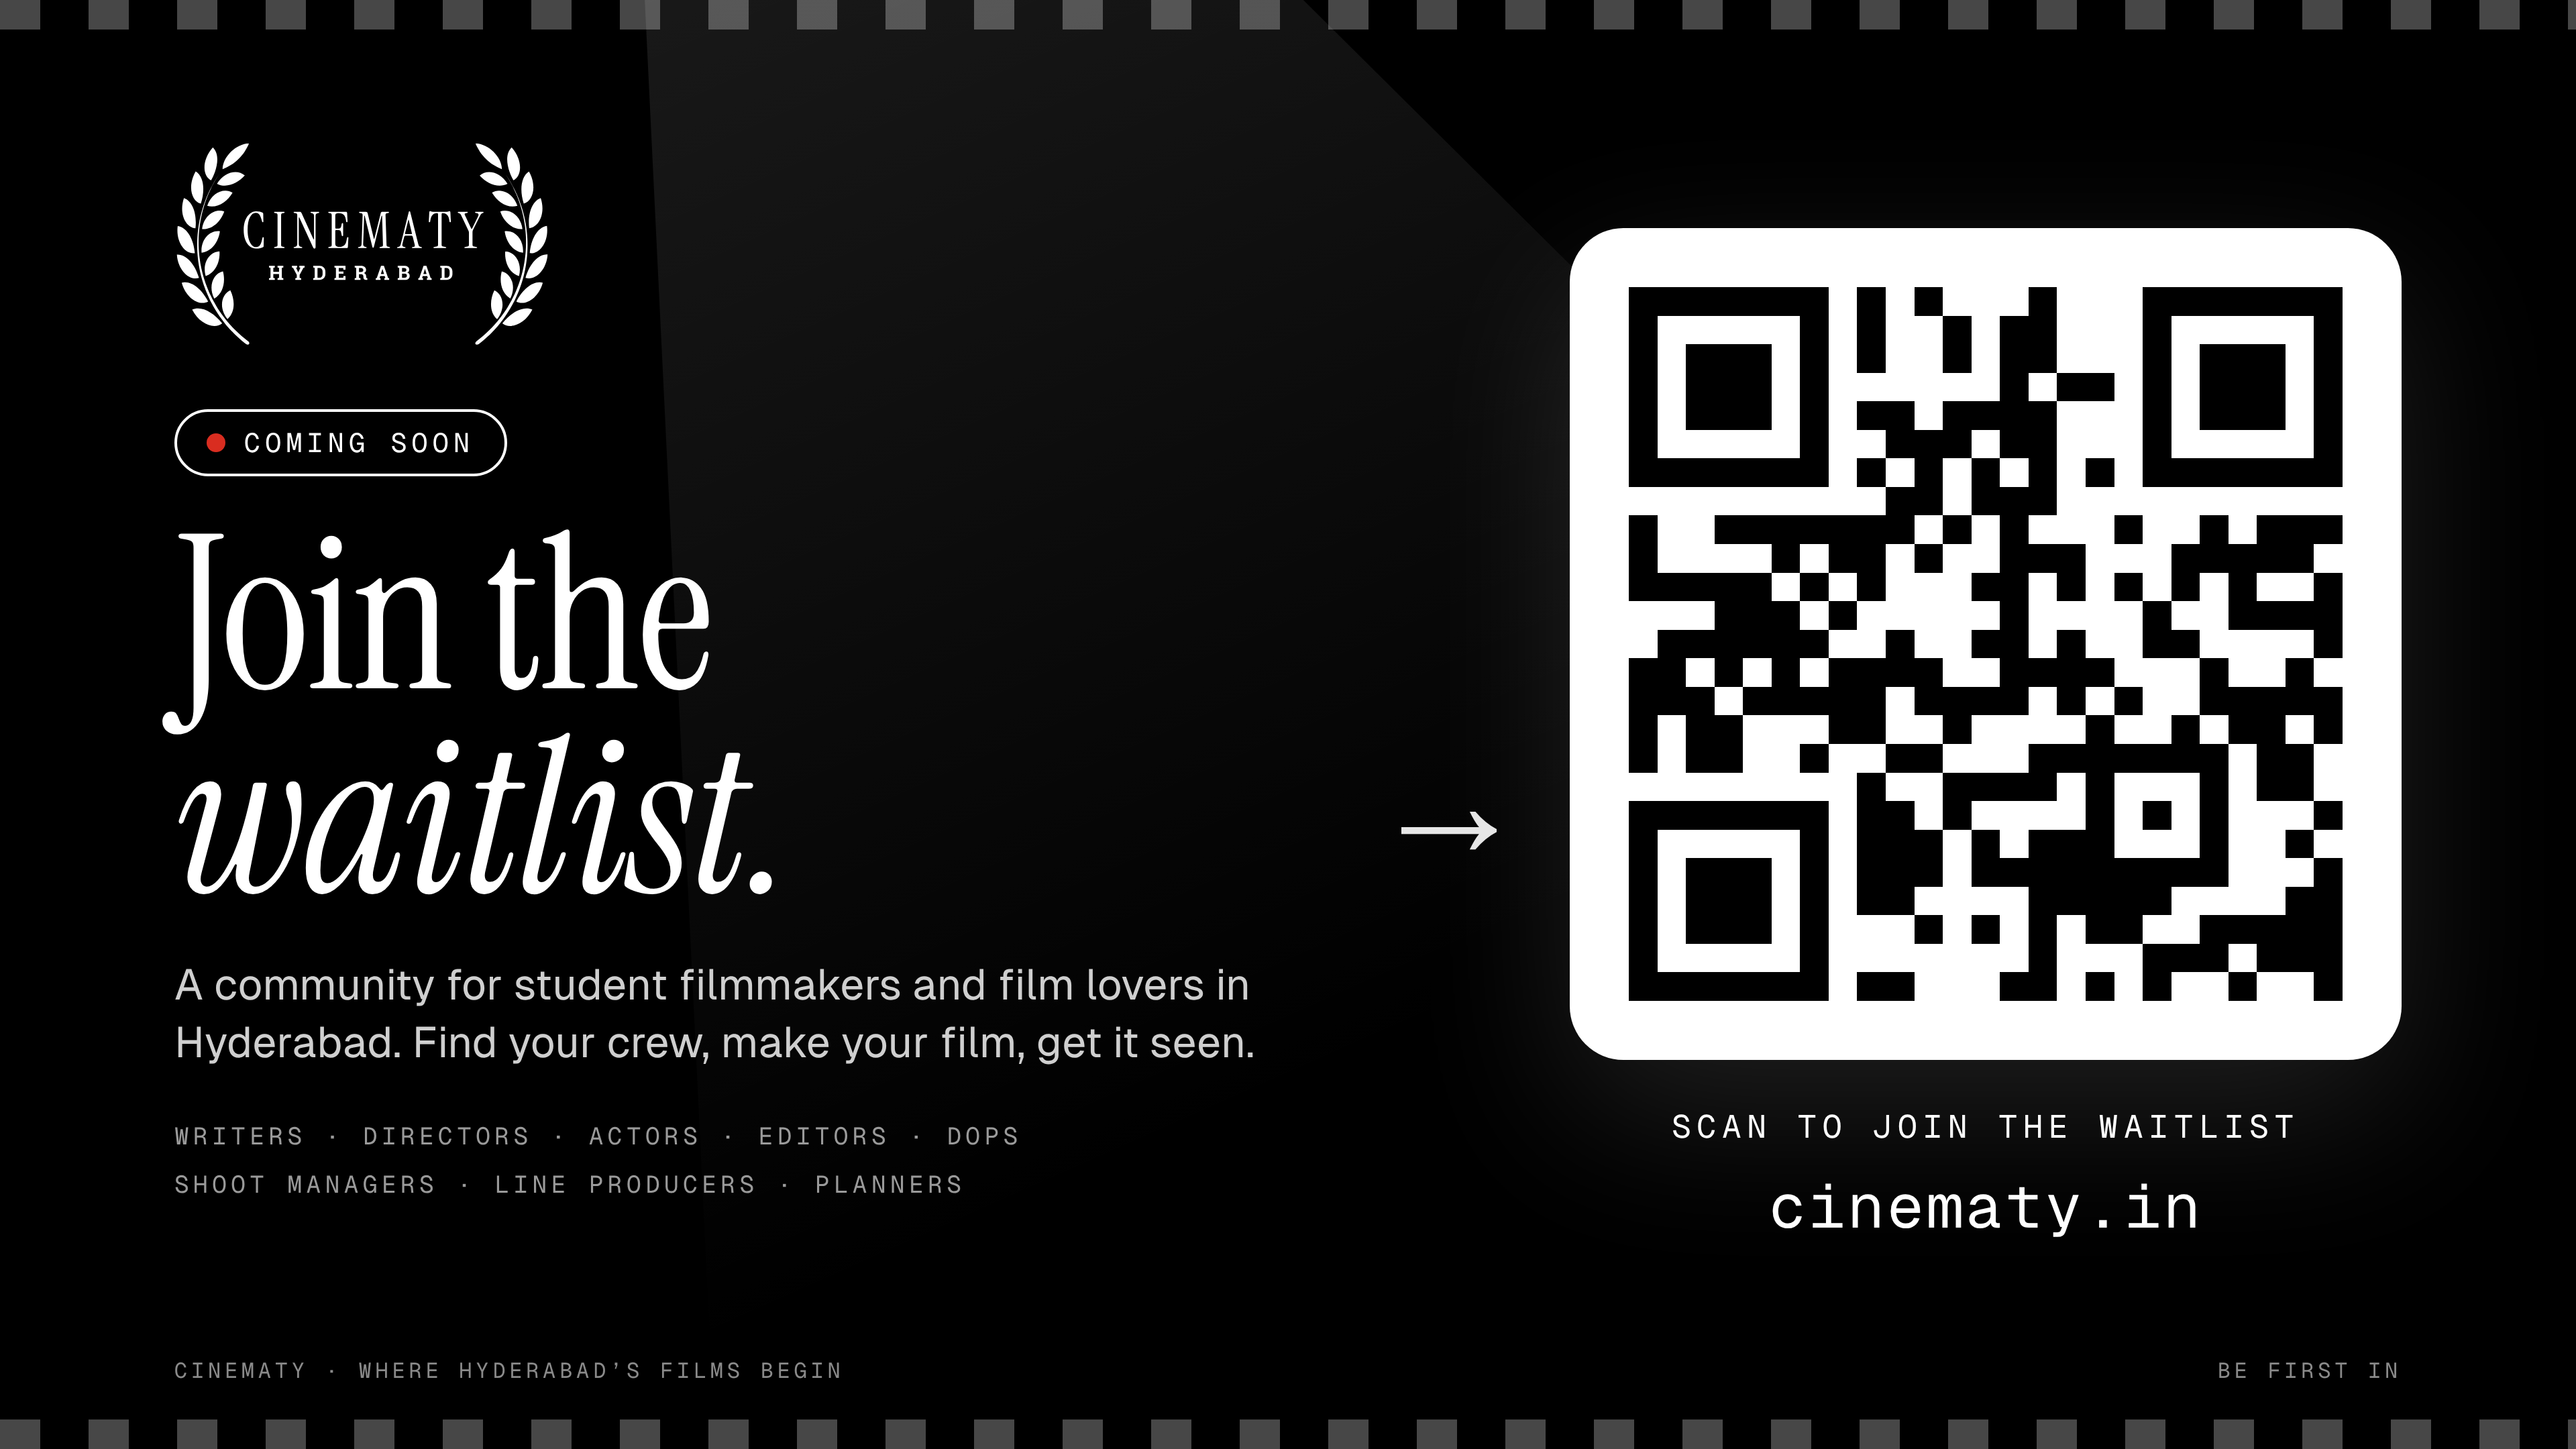 CINEMATY
HYDERABAD
COMING SOON
Join the
waitlist.
A community for student filmmakers and film lovers in
Hyderabad. Find your crew, make your film, get it seen.
WRITERS · DIRECTORS · ACTORS · EDITORS · DOPS
SHOOT MANAGERS · LINE PRODUCERS · PLANNERS
→
SCAN TO JOIN THE WAITLIST
cinematy.in
CINEMATY · WHERE HYDERABAD’S FILMS BEGIN
BE FIRST IN